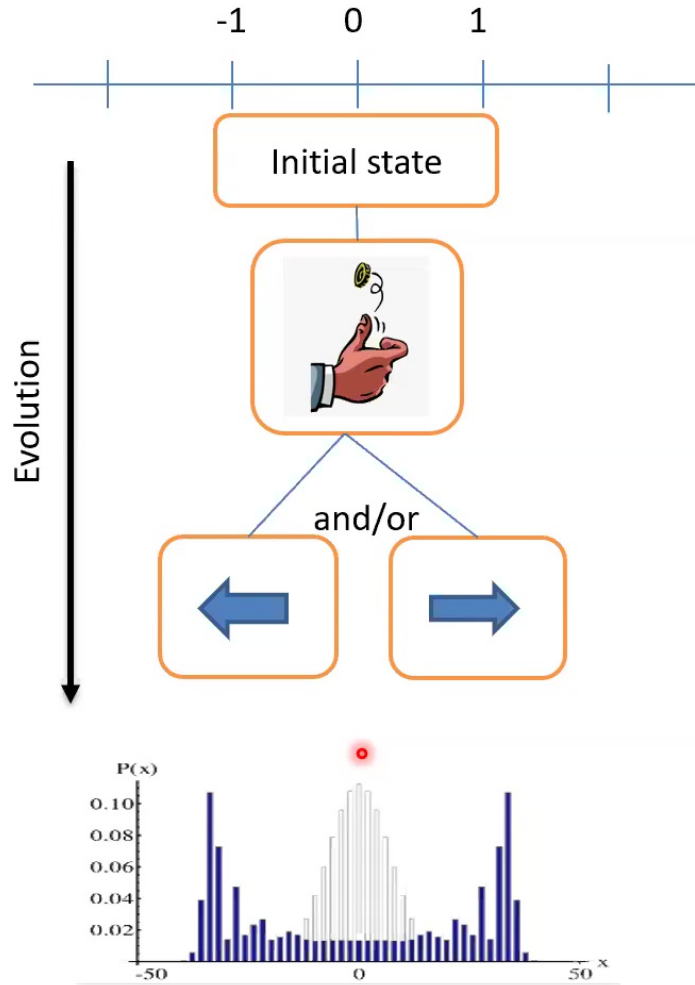 -1 0 1
Initial state
Evolution
and/or
P(x)
0.10
0.08
0.06
0.04
0.02
-50 0 50 x